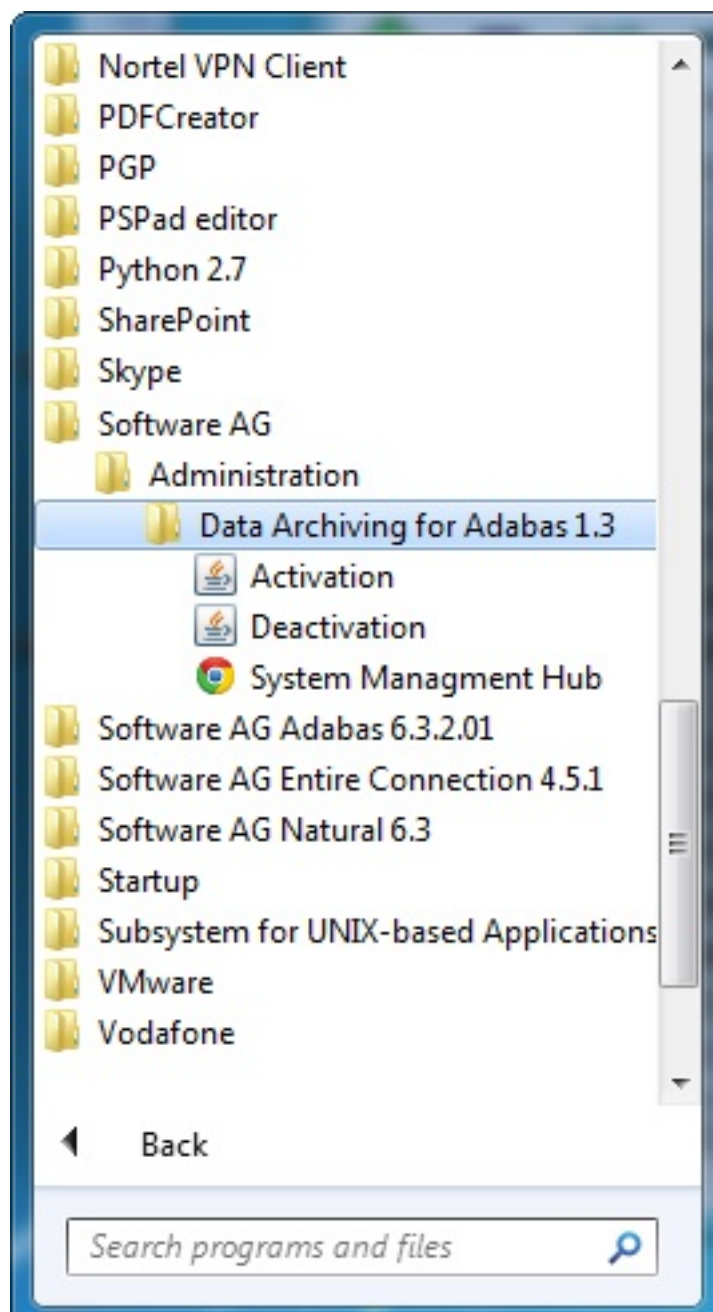 Nortel VPN Client
PDFCreator
PGP
PSPad editor
Python 2.7
SharePoint
Skype
Software AG
Administration
Data Archiving for Adabas 1.3
Activation
Deactivation
System Managment Hub
Software AG Adabas 6.3.2.01
Software AG Entire Connection 4.5.1
Software AG Natural 6.3
Startup
Subsystem for UNIX-based Applications
VMware
Vodafone
Back
Search programs and files